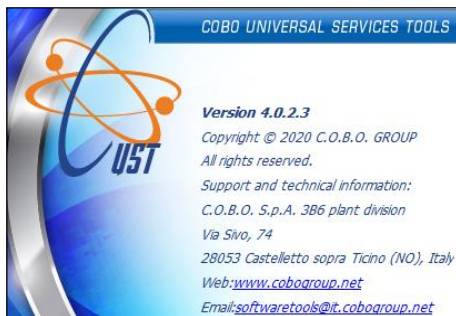 COBO UNIVERSAL SERVICES TOOLS
UST
Version 4.0.2.3
Copyright © 2020 C.O.B.O. GROUP
All rights reserved.
Support and technical information:
C.O.B.O. S.p.A. 3B6 plant division
Via Sivo, 74
28053 Castelletto sopra Ticino (NO), Italy
Web:www.cobogroup.net
Email:softwaretools@it.cobogroup.net